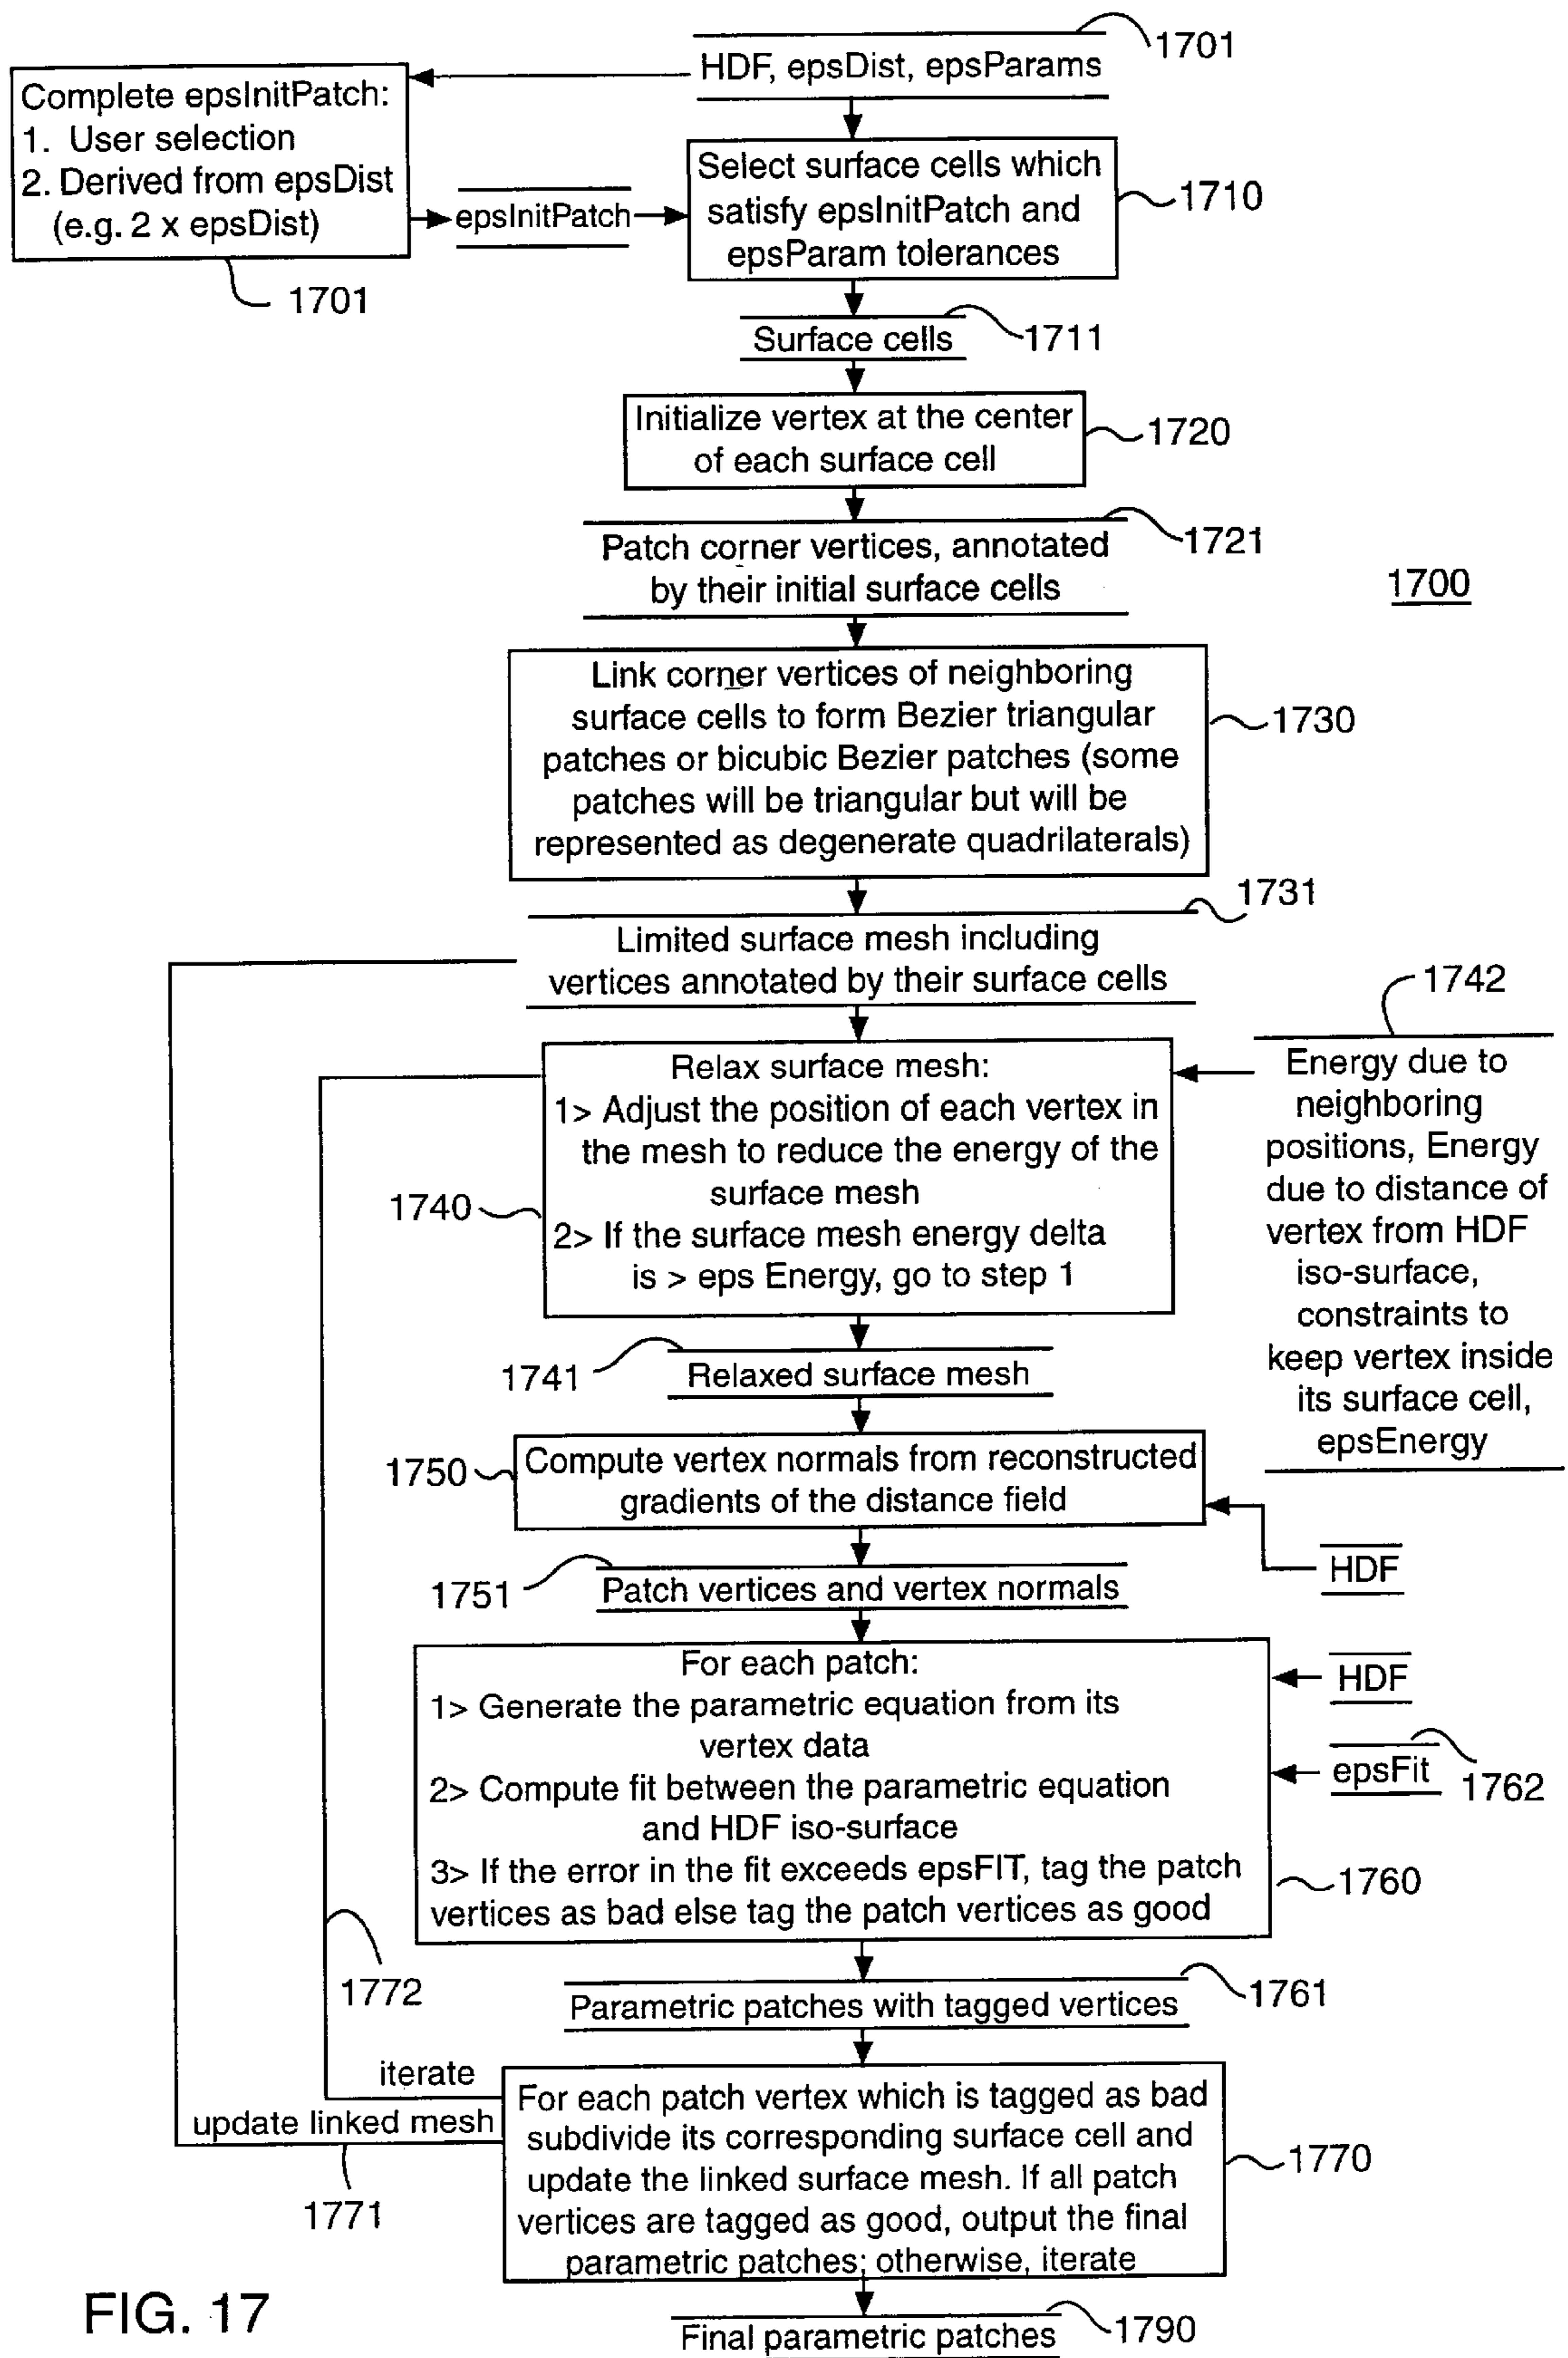 1701
HDF, epsDist, epsParams
Complete epsInitPatch:
1. User selection
2. Derived from epsDist
(e.g. 2 x epsDist)
1701
epsInitPatch
Select surface cells which
satisfy epsInitPatch and
epsParam tolerances
1710
Surface cells
1711
Initialize vertex at the center
of each surface cell
1720
Patch corner vertices, annotated
by their initial surface cells
1721
1700
Link corner vertices of neighboring
surface cells to form Bezier triangular
patches or bicubic Bezier patches (some
patches will be triangular but will be
represented as degenerate quadrilaterals)
1730
1731
Limited surface mesh including
vertices annotated by their surface cells
1742
Energy due to
neighboring
positions, Energy
due to distance of
vertex from HDF
iso-surface,
constraints to
keep vertex inside
its surface cell,
epsEnergy
Relax surface mesh:
1> Adjust the position of each vertex in
the mesh to reduce the energy of the
surface mesh
2> If the surface mesh energy delta
is > eps Energy, go to step 1
1740
1741
Relaxed surface mesh
1750
Compute vertex normals from reconstructed
gradients of the distance field
HDF
1751
Patch vertices and vertex normals
For each patch:
1> Generate the parametric equation from its
vertex data
2> Compute fit between the parametric equation
and HDF iso-surface
3> If the error in the fit exceeds epsFIT, tag the patch
vertices as bad else tag the patch vertices as good
HDF
epsFit
1762
1760
1772
Parametric patches with tagged vertices
1761
iterate
update linked mesh
1771
For each patch vertex which is tagged as bad
subdivide its corresponding surface cell and
update the linked surface mesh. If all patch
vertices are tagged as good, output the final
parametric patches; otherwise, iterate
1770
FIG. 17
Final parametric patches
1790